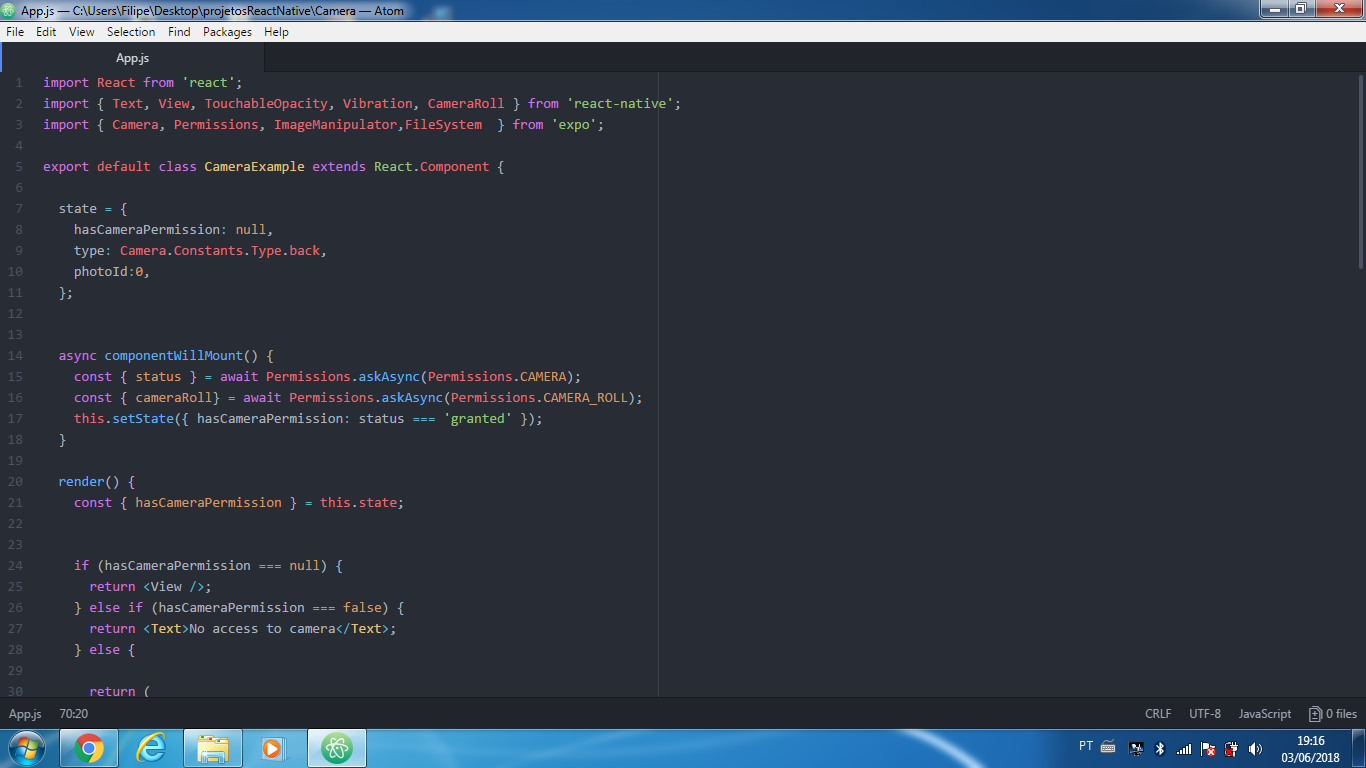 App.js — C:\Users\Filipe\Desktop\projetosReactNative\Camera — Atom
File Edit View Selection Find Packages Help
App.js
1 import React from 'react';
2 import { Text, View, TouchableOpacity, Vibration, CameraRoll } from 'react-native';
3 import { Camera, Permissions, ImageManipulator,FileSystem  } from 'expo';
4
5 export default class CameraExample extends React.Component {
6
7   state = {
8     hasCameraPermission: null,
9     type: Camera.Constants.Type.back,
10     photoId:0,
11   };
12
13
14   async componentWillMount() {
15     const { status } = await Permissions.askAsync(Permissions.CAMERA);
16     const { cameraRoll} = await Permissions.askAsync(Permissions.CAMERA_ROLL);
17     this.setState({ hasCameraPermission: status === 'granted' });
18   }
19
20   render() {
21     const { hasCameraPermission } = this.state;
22
23
24     if (hasCameraPermission === null) {
25       return <View />;
26     } else if (hasCameraPermission === false) {
27       return <Text>No access to camera</Text>;
28     } else {
29
30       return (
App.js 70:20 CRLF UTF-8 JavaScript 0 files
PT 19:16
03/06/2018